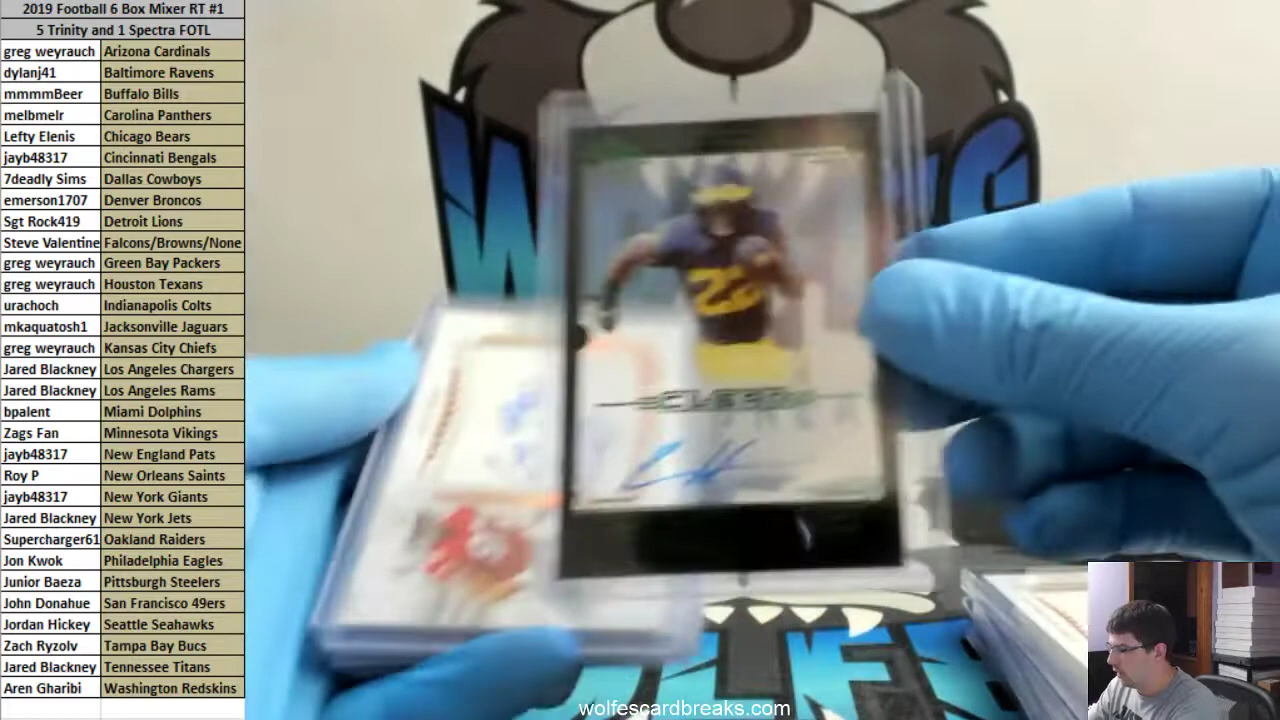 2019 Football 6 Box Mixer RT #1
5 Trinity and 1 Spectra FOTL
greg weyrauch Arizona Cardinals
dylanj41 Baltimore Ravens
mmmmBeer Buffalo Bills
melbmelr Carolina Panthers
Lefty Elenis Chicago Bears
jayb48317 Cincinnati Bengals
7deadly Sims Dallas Cowboys
emerson1707 Denver Broncos
Sgt Rock419 Detroit Lions
Steve Valentine Falcons/Browns/None
greg weyrauch Green Bay Packers
greg weyrauch Houston Texans
urachoch Indianapolis Colts
mkaquatosh1 Jacksonville Jaguars
greg weyrauch Kansas City Chiefs
Jared Blackney Los Angeles Chargers
Jared Blackney Los Angeles Rams
bpalent Miami Dolphins
Zags Fan Minnesota Vikings
jayb48317 New England Pats
Roy P New Orleans Saints
jayb48317 New York Giants
Jared Blackney New York Jets
Supercharger61 Oakland Raiders
Jon Kwok Philadelphia Eagles
Junior Baeza Pittsburgh Steelers
John Donahue San Francisco 49ers
Jordan Hickey Seattle Seahawks
Zach Ryzolv Tampa Bay Bucs
Jared Blackney Tennessee Titans
Aren Gharibi Washington Redskins
22
wolfescardbreaks.com